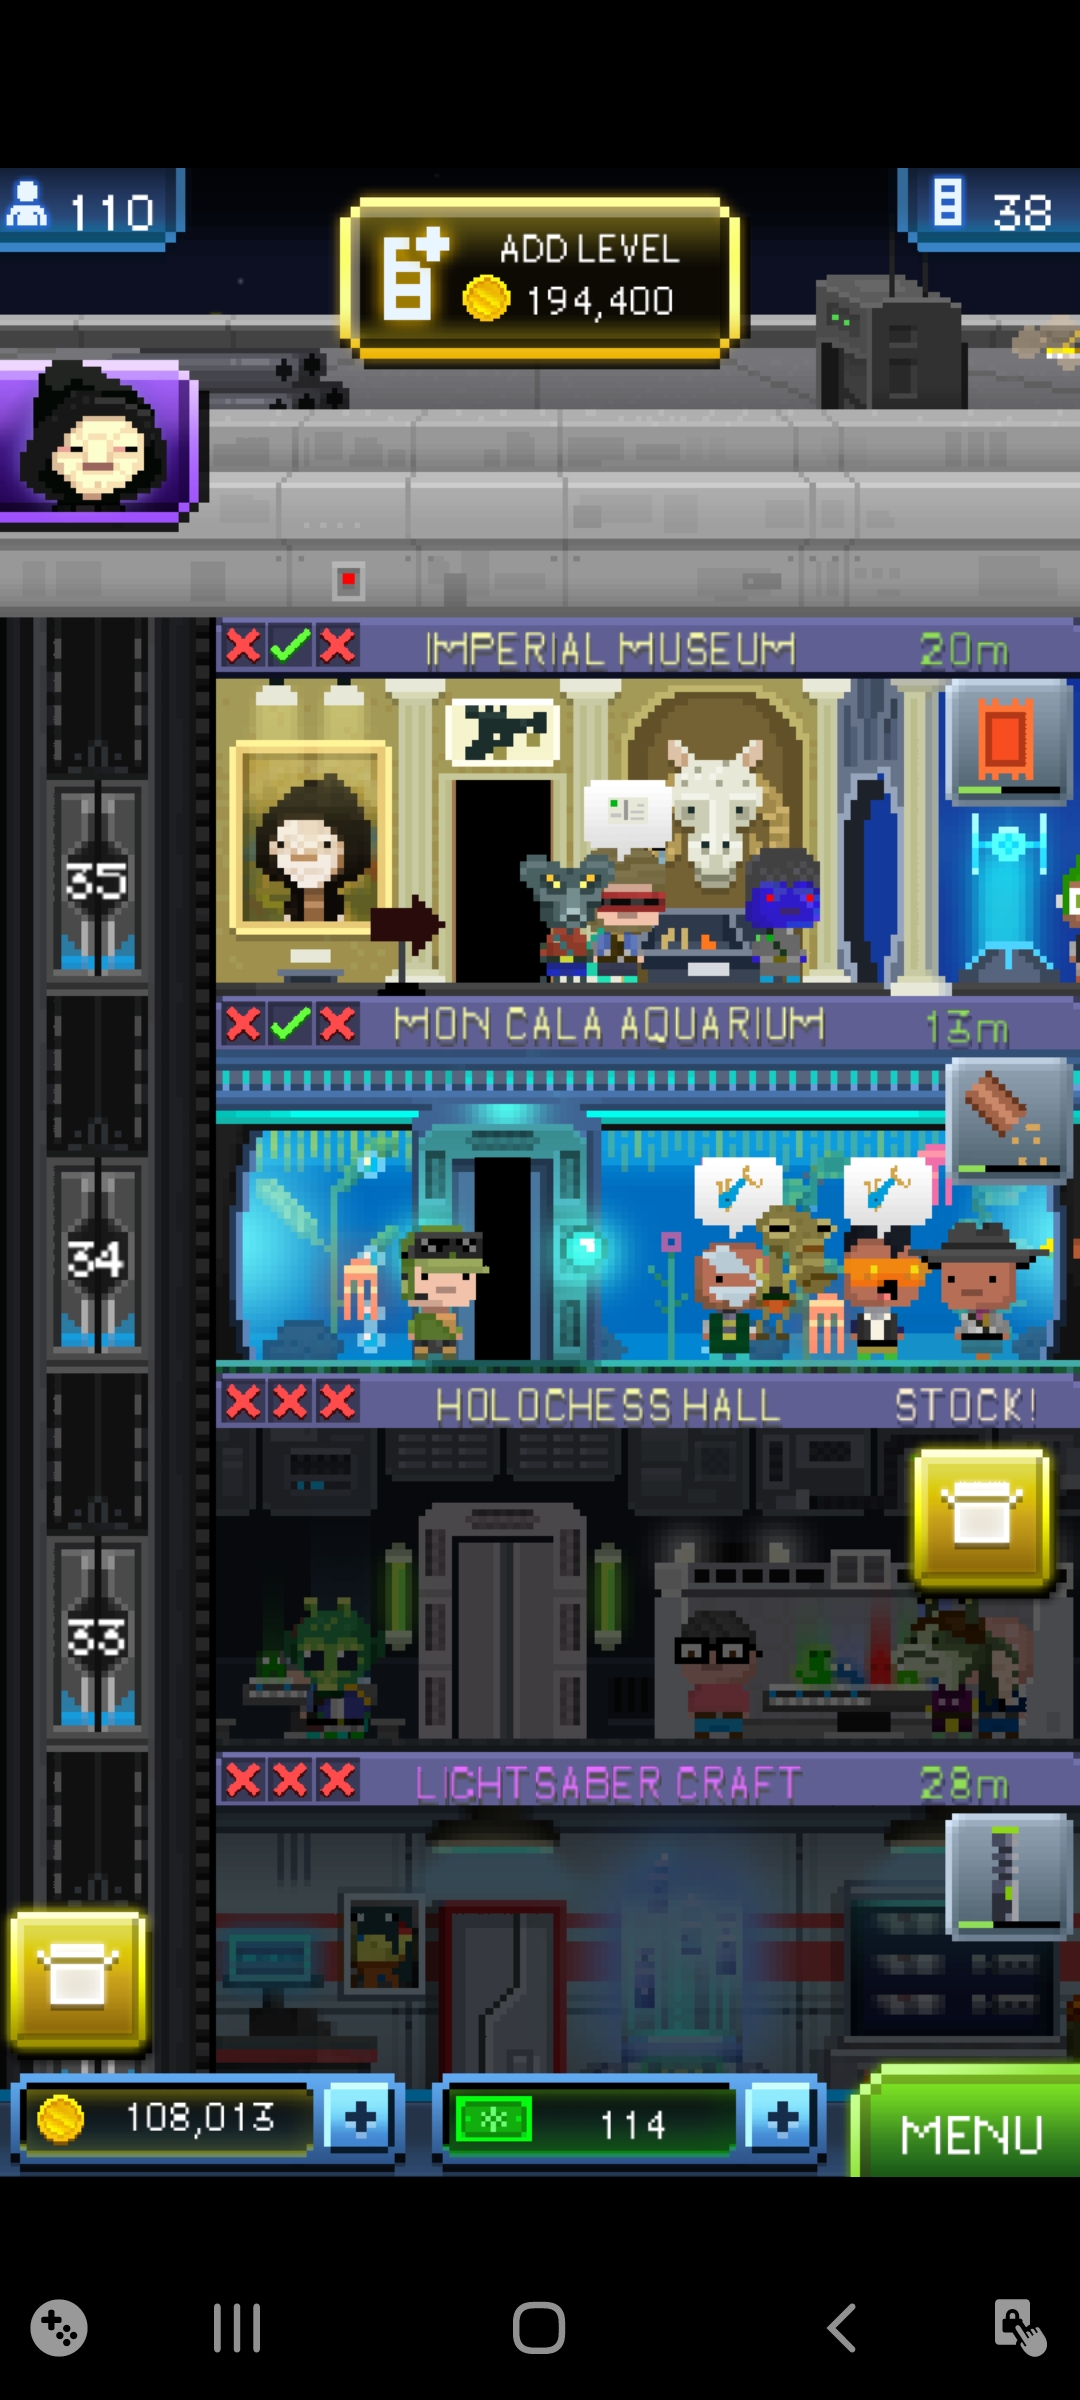 110
ADD LEVEL
194,400
38
IMPERIAL MUSEUM 20m
35
MON CALA AQUARIUM 13m
34
HOLOCHESS HALL STOCK!
33
LIGHTSABER CRAFT 28m
108,013
114
MENU